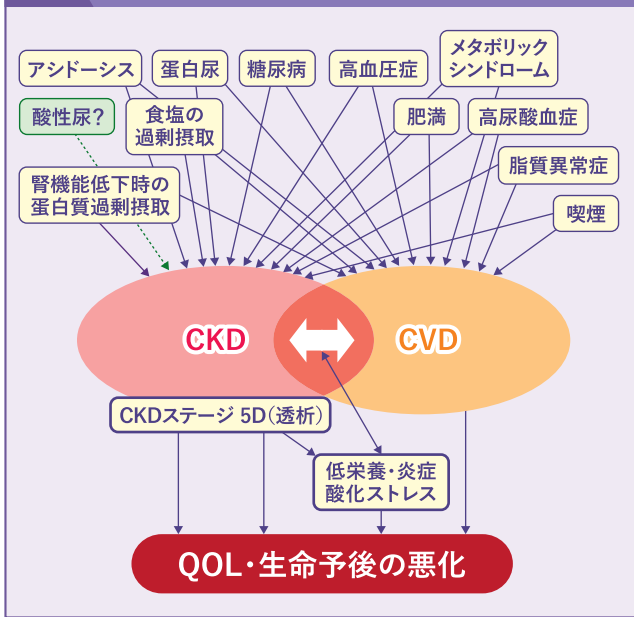 アシドーシス
蛋白尿
糖尿病
高血圧症
メタボリック
シンドローム
酸性尿？
食塩の
過剰摂取
肥満
高尿酸血症
脂質異常症
腎機能低下時の
蛋白質過剰摂取
喫煙
CKD
CVD
CKDステージ 5D（透析）
低栄養・炎症
酸化ストレス
QOL・生命予後の悪化